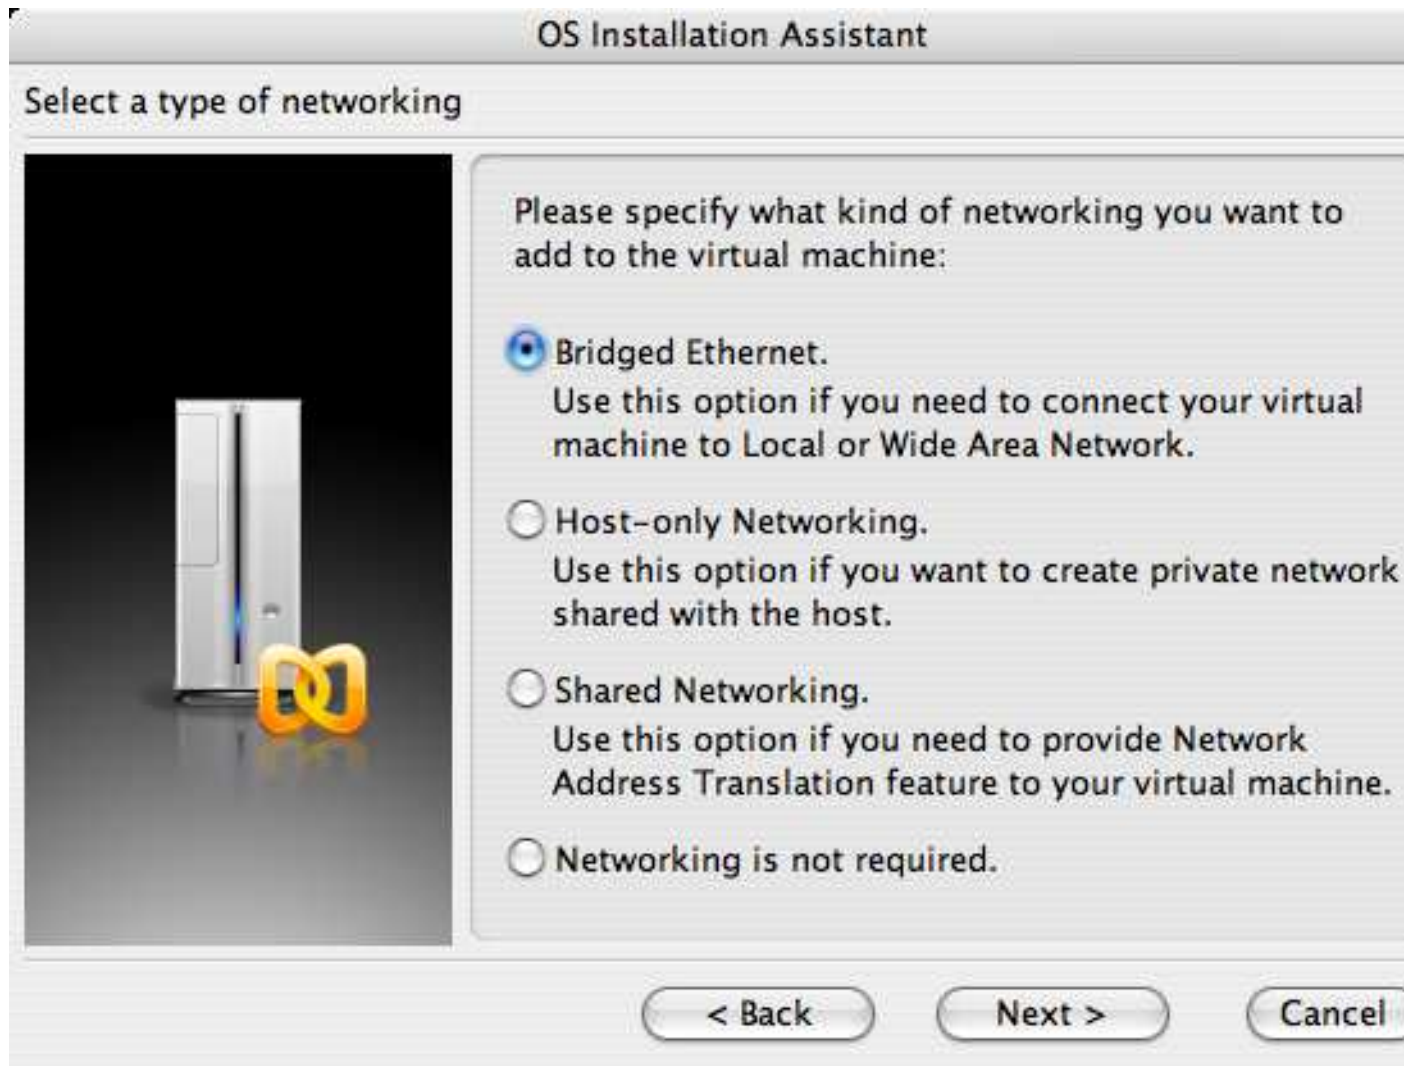 OS Installation Assistant
Select a type of networking
Please specify what kind of networking you want to
add to the virtual machine:
Bridged Ethernet.
Use this option if you need to connect your virtual
machine to Local or Wide Area Network.
Host-only Networking.
Use this option if you want to create private network
shared with the host.
Shared Networking.
Use this option if you need to provide Network
Address Translation feature to your virtual machine.
Networking is not required.
< Back
Next >
Cancel